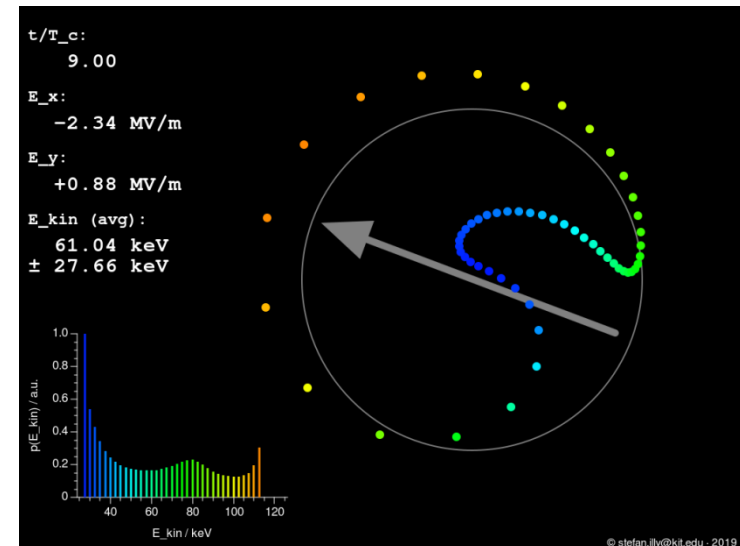 t/T_c:
9.00
E_x:
−2.34 MV/m
E_y:
+0.88 MV/m
E_kin (avg):
61.04 keV
± 27.66 keV
1.0
0.8
0.6
0.4
0.2
0
p(E_kin) / a.u.
40 60 80 100 120
E_kin / keV
© stefan.illy@kit.edu - 2019